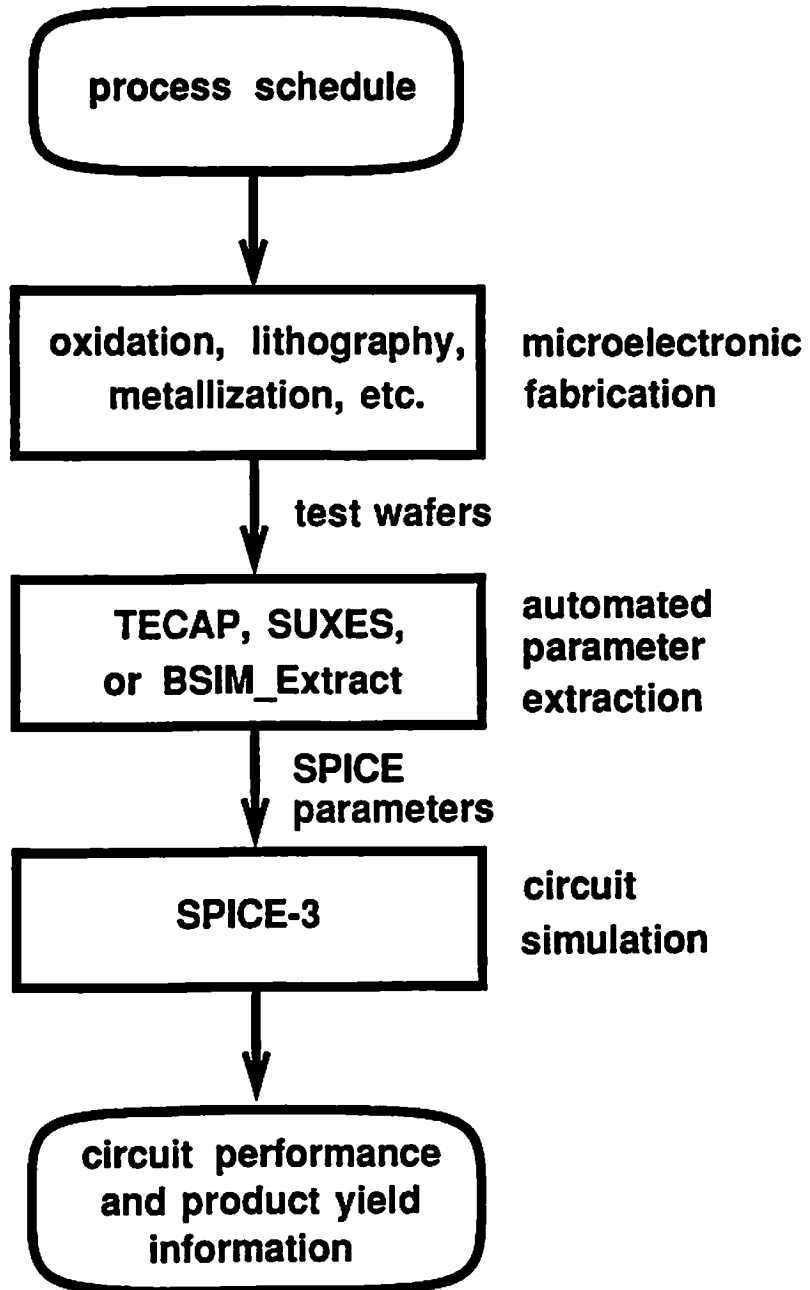 process schedule
oxidation, lithography,
metallization, etc.
microelectronic
fabrication
test wafers
TECAP, SUXES,
or BSIM_Extract
automated
parameter
extraction
SPICE
parameters
SPICE-3
circuit
simulation
circuit performance
and product yield
information